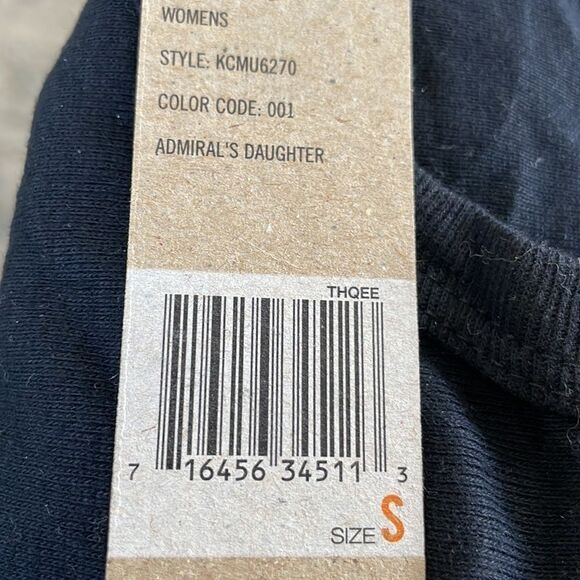 WOMENS
STYLE: KCMU6270
COLOR CODE: 001
ADMIRAL'S DAUGHTER
THQEE
7 16456 34511 3
SIZE S